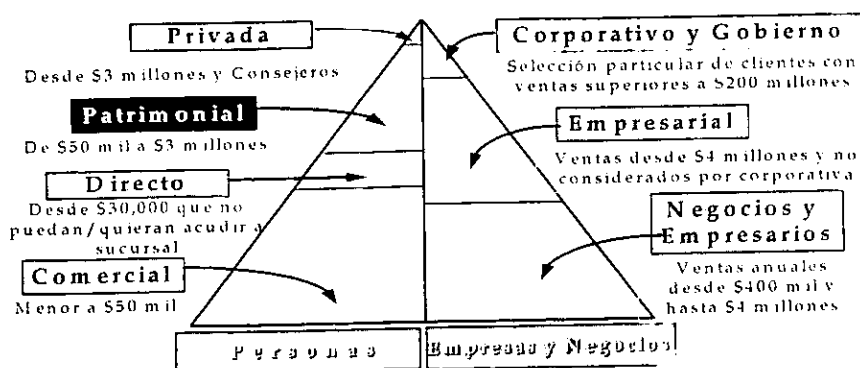 Privada
Desde $3 millones y Consejeros
Patrimonial
De $50 mil a $3 millones
Directo
Desde $30,000 que no
puedan/quieran acudir a
sucursal
Comercial
Menor a $50 mil
Corporativo y Gobierno
Selección particular de clientes con
ventas superiores a $200 millones
Empresarial
Ventas desde $4 millones y no
considerados por corporativa
Negocios y
Empresarios
Ventas anuales
desde $400 mil y
hasta $4 millones
Personas
Empresas y Negocios